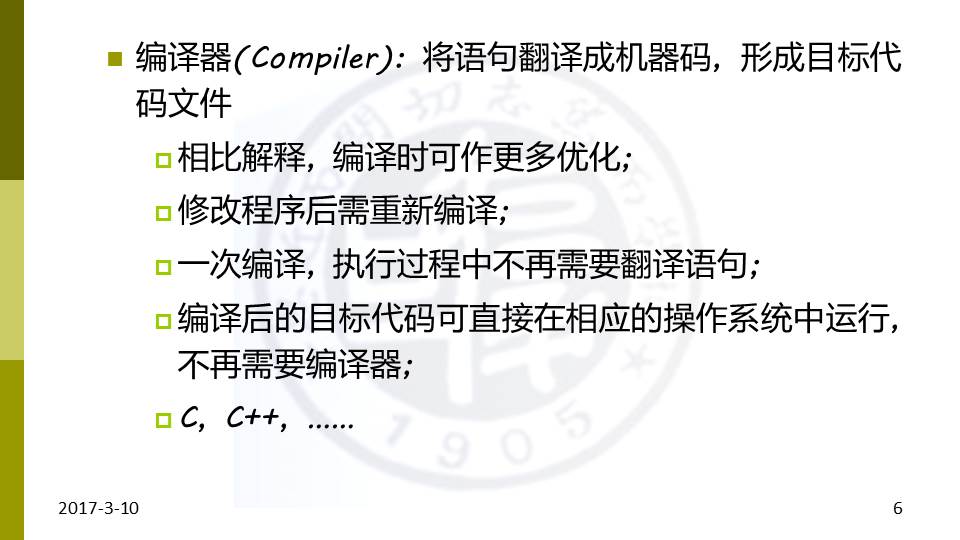 编译器(Compiler)：将语句翻译成机器码，形成目标代
码文件
相比解释，编译时可作更多优化；
修改程序后需重新编译；
一次编译，执行过程中不再需要翻译语句；
编译后的目标代码可直接在相应的操作系统中运行，
不再需要编译器；
C，C++，……
1905
2017-3-10
6